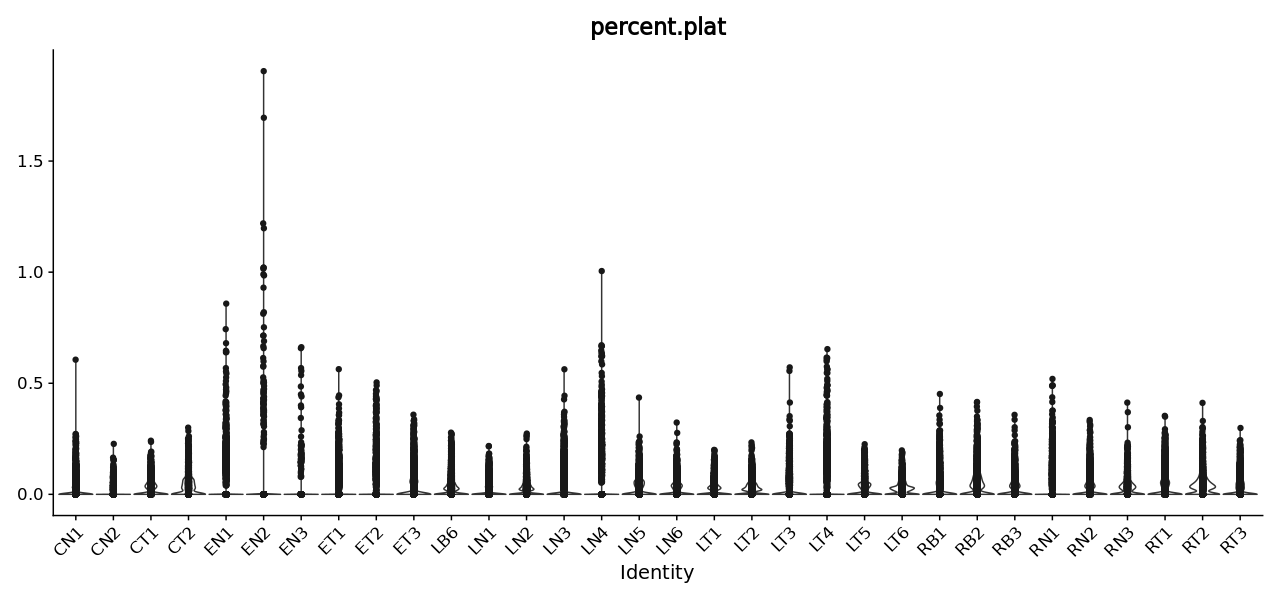 percent.plat
1.5
1.0
0.5
0.0
CN1 CN2 CT1 CT2 EN1 EN2 EN3 ET1 ET2 ET3 LB6 LN1 LN2 LN3 LN4 LN5 LN6 LT1 LT2 LT3 LT4 LT5 LT6 RB1 RB2 RB3 RN1 RN2 RN3 RT1 RT2 RT3
Identity